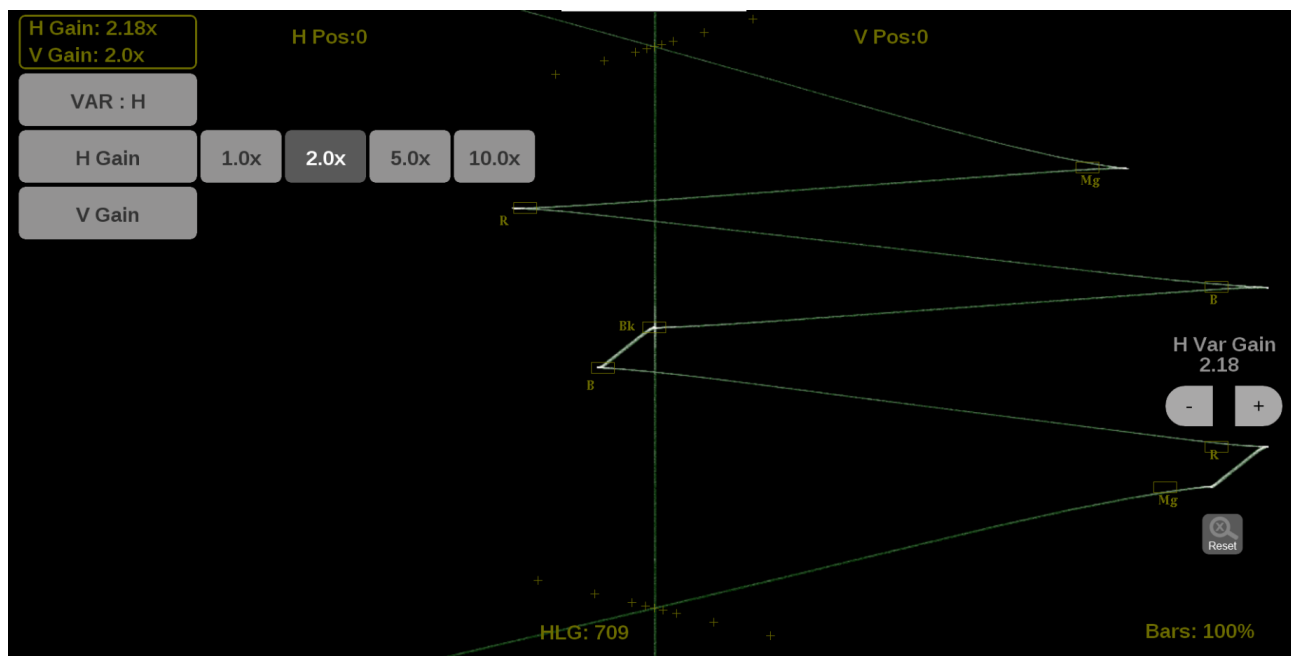 H Gain: 2.18x
V Gain: 2.0x
H Pos:0
V Pos:0
VAR : H
H Gain
1.0x
2.0x
5.0x
10.0x
V Gain
Mg
R
B
Bk
B
H Var Gain
2.18
-
+
R
Mg
X
Reset
HLG: 709
Bars: 100%